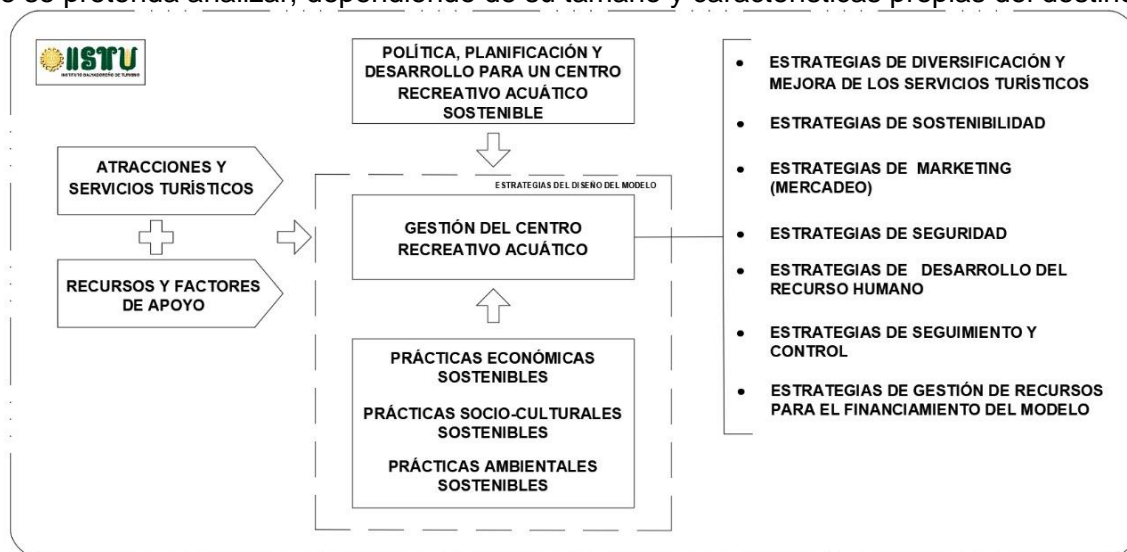 se pretenda analizar, dependiendo de su tamaño y características propias del destino
ISTU
INSTITUTO SALVADOREÑO DE TURISMO
POLÍTICA, PLANIFICACIÓN Y
DESARROLLO PARA UN CENTRO
RECREATIVO ACUÁTICO
SOSTENIBLE
ATRACCIONES Y
SERVICIOS TURÍSTICOS
RECURSOS Y FACTORES
DE APOYO
ESTRATEGIAS DEL DISEÑO DEL MODELO
GESTIÓN DEL CENTRO
RECREATIVO ACUÁTICO
PRÁCTICAS ECONÓMICAS
SOSTENIBLES
PRÁCTICAS SOCIO-CULTURALES
SOSTENIBLES
PRÁCTICAS AMBIENTALES
SOSTENIBLES
• ESTRATEGIAS DE DIVERSIFICACIÓN Y
MEJORA DE LOS SERVICIOS TURÍSTICOS
• ESTRATEGIAS DE SOSTENIBILIDAD
• ESTRATEGIAS DE MARKETING
(MERCADEO)
• ESTRATEGIAS DE SEGURIDAD
• ESTRATEGIAS DE DESARROLLO DEL
RECURSO HUMANO
• ESTRATEGIAS DE SEGUIMIENTO Y
CONTROL
• ESTRATEGIAS DE GESTIÓN DE RECURSOS
PARA EL FINANCIAMIENTO DEL MODELO